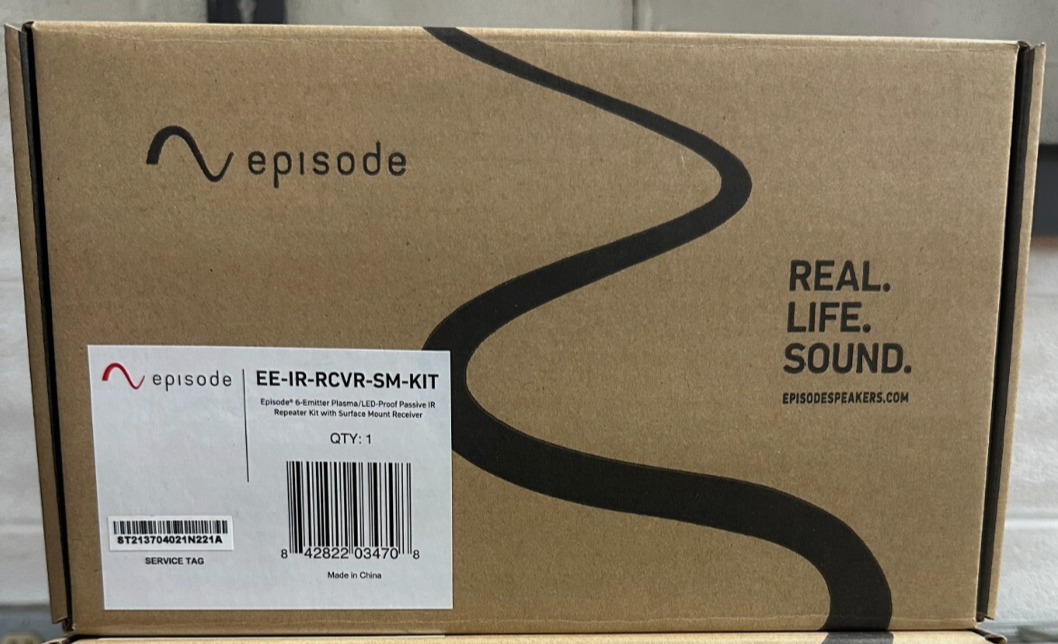 episode
REAL.
LIFE.
SOUND.
EPISODESPEAKERS.COM
episode
EE-IR-RCVR-SM-KIT
Episode® 6-Emitter Plasma/LED-Proof Passive IR
Repeater Kit with Surface Mount Receiver
QTY: 1
8 42822 03470 8
Made in China
ST213704021N221A
SERVICE TAG